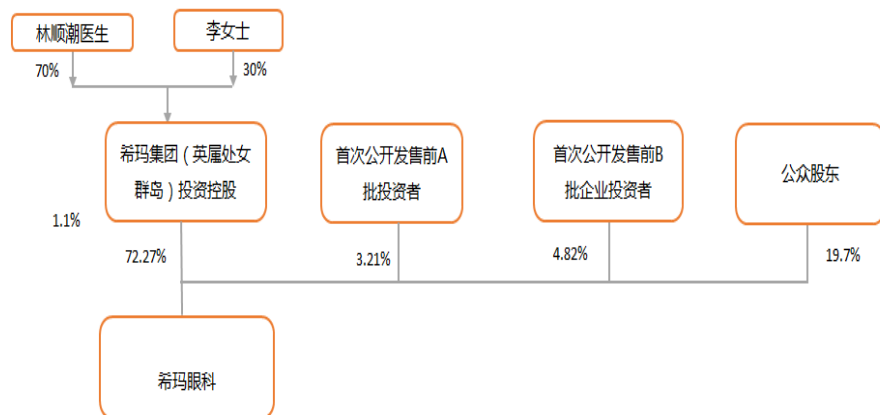 林顺潮医生
李女士
70%
30%
希玛集团（英属处女
群岛）投资控股
首次公开发售前A
批投资者
首次公开发售前B
批企业投资者
公众股东
1.1%
72.27%
3.21%
4.82%
19.7%
希玛眼科